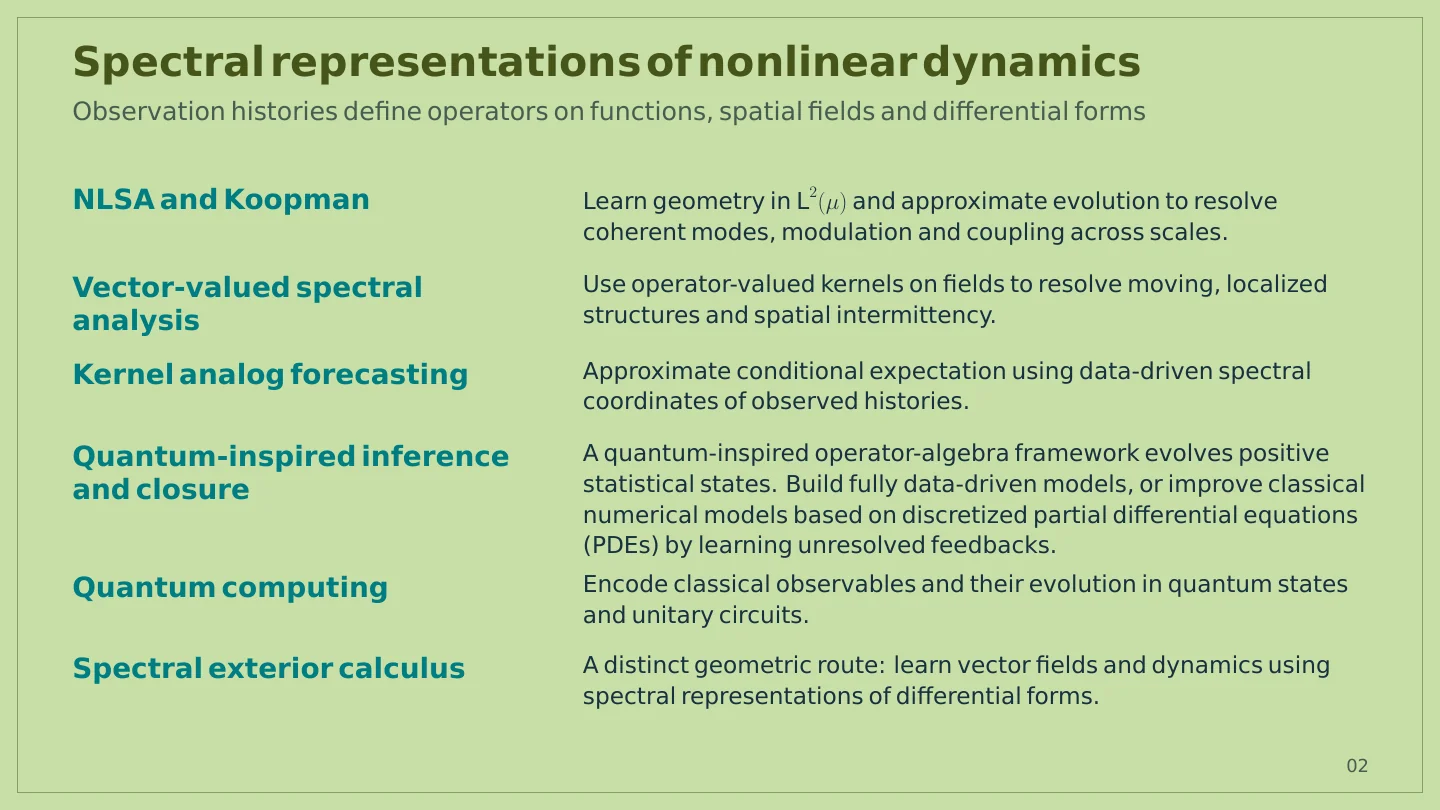 Spectral representations of nonlinear dynamics
Observation histories define operators on functions, spatial fields and differential forms
NLSA and Koopman
Learn geometry in L²(μ) and approximate evolution to resolve
coherent modes, modulation and coupling across scales.
Vector-valued spectral
analysis
Use operator-valued kernels on fields to resolve moving, localized
structures and spatial intermittency.
Kernel analog forecasting
Approximate conditional expectation using data-driven spectral
coordinates of observed histories.
Quantum-inspired inference
and closure
A quantum-inspired operator-algebra framework evolves positive
statistical states. Build fully data-driven models, or improve classical
numerical models based on discretized partial differential equations
(PDEs) by learning unresolved feedbacks.
Quantum computing
Encode classical observables and their evolution in quantum states
and unitary circuits.
Spectral exterior calculus
A distinct geometric route: learn vector fields and dynamics using
spectral representations of differential forms.
02